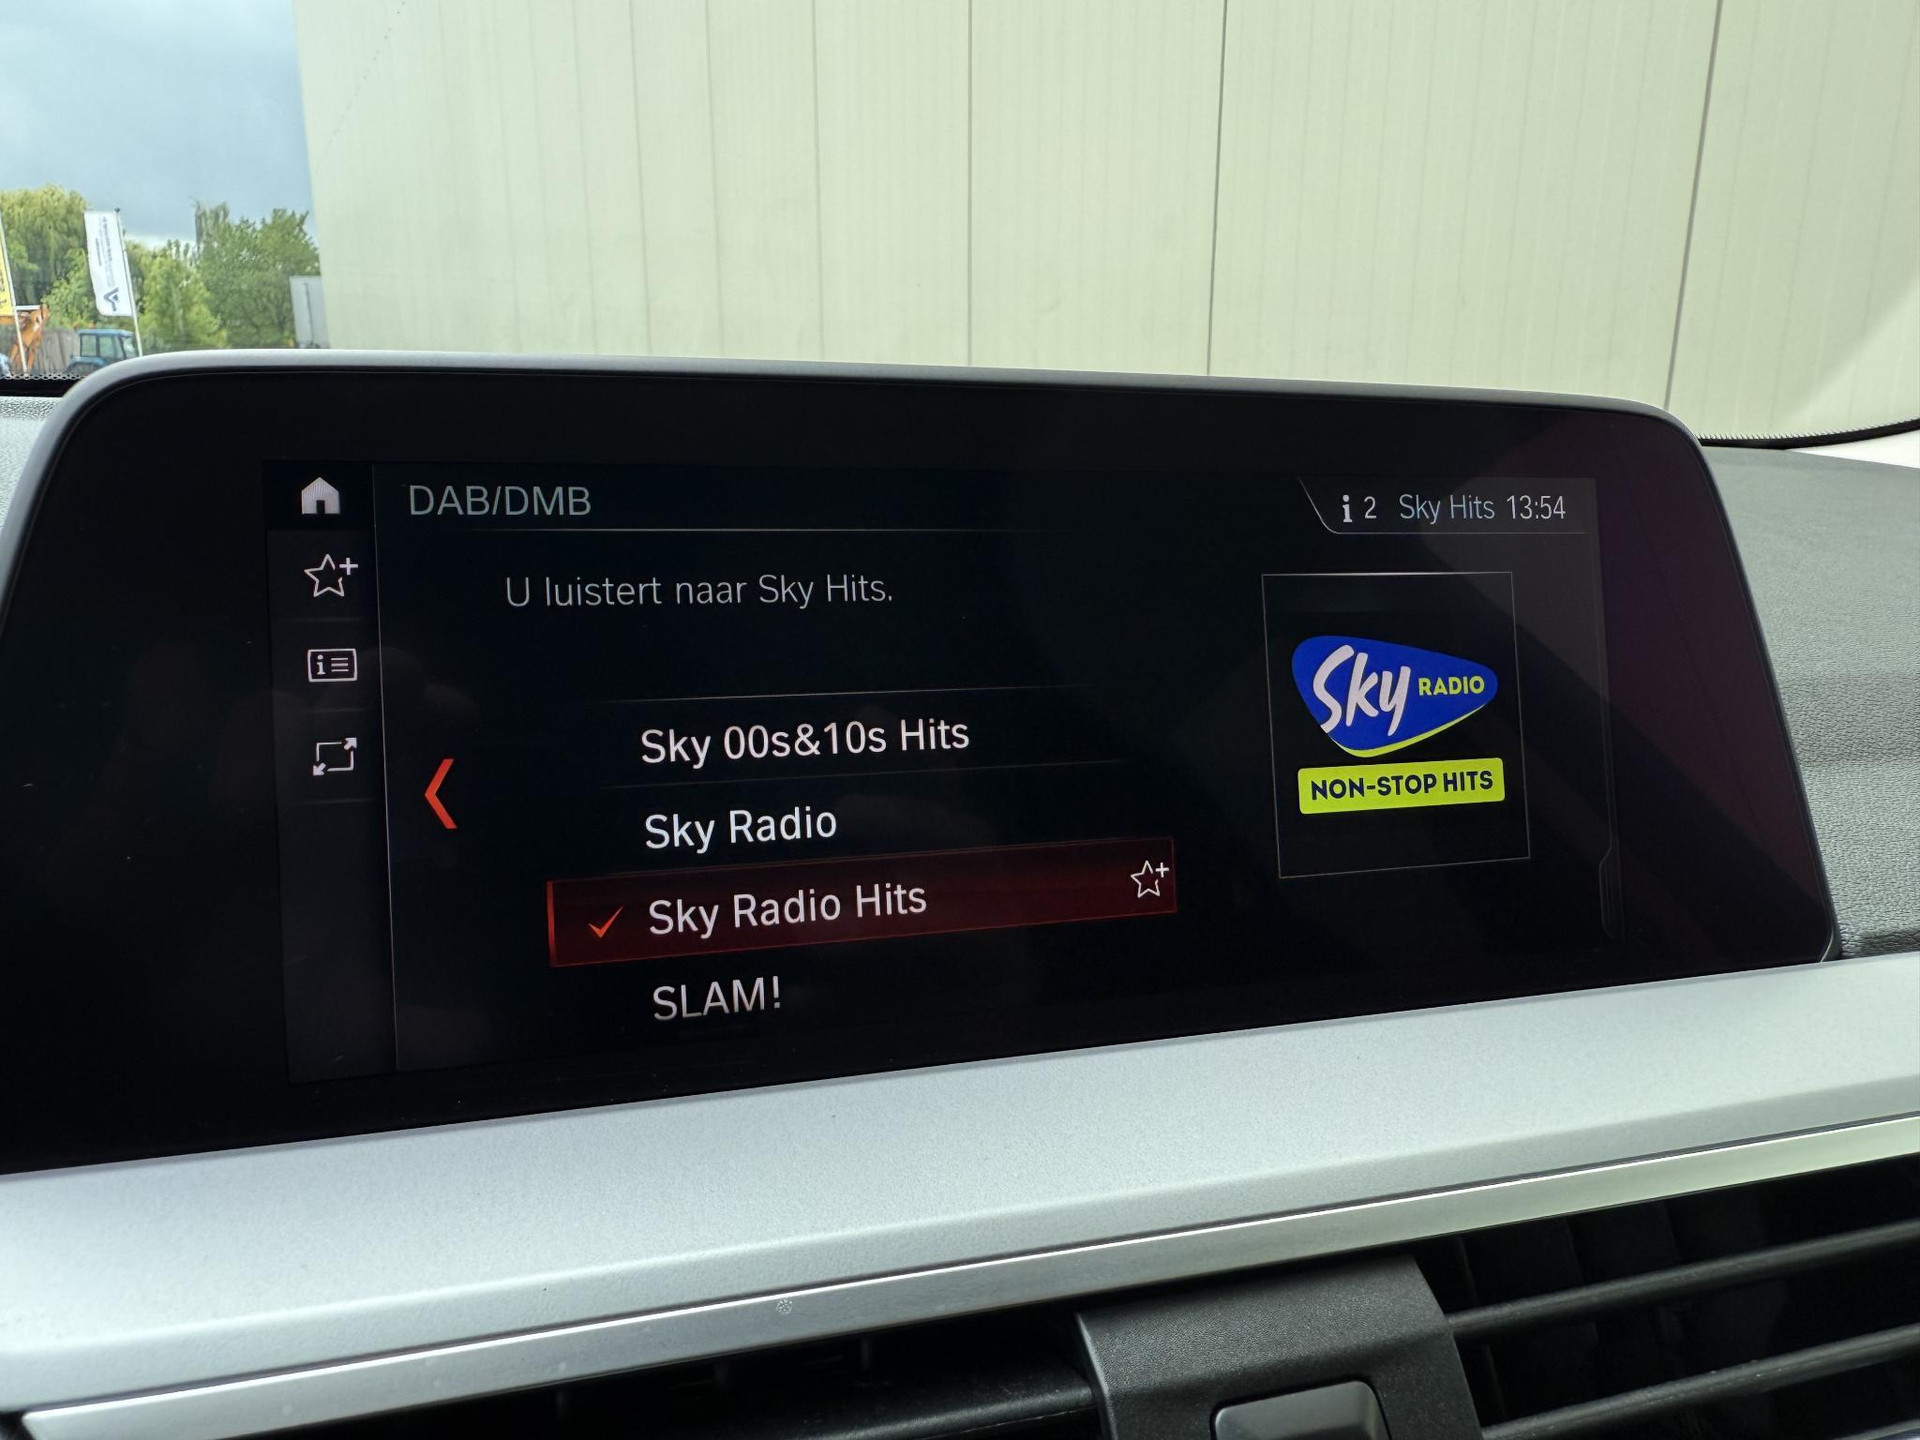 DAB/DMB
i 2 Sky Hits 13:54
U luistert naar Sky Hits.
Sky 00s&10s Hits
Sky Radio
Sky Radio Hits
SLAM!
Sky RADIO
NON-STOP HITS